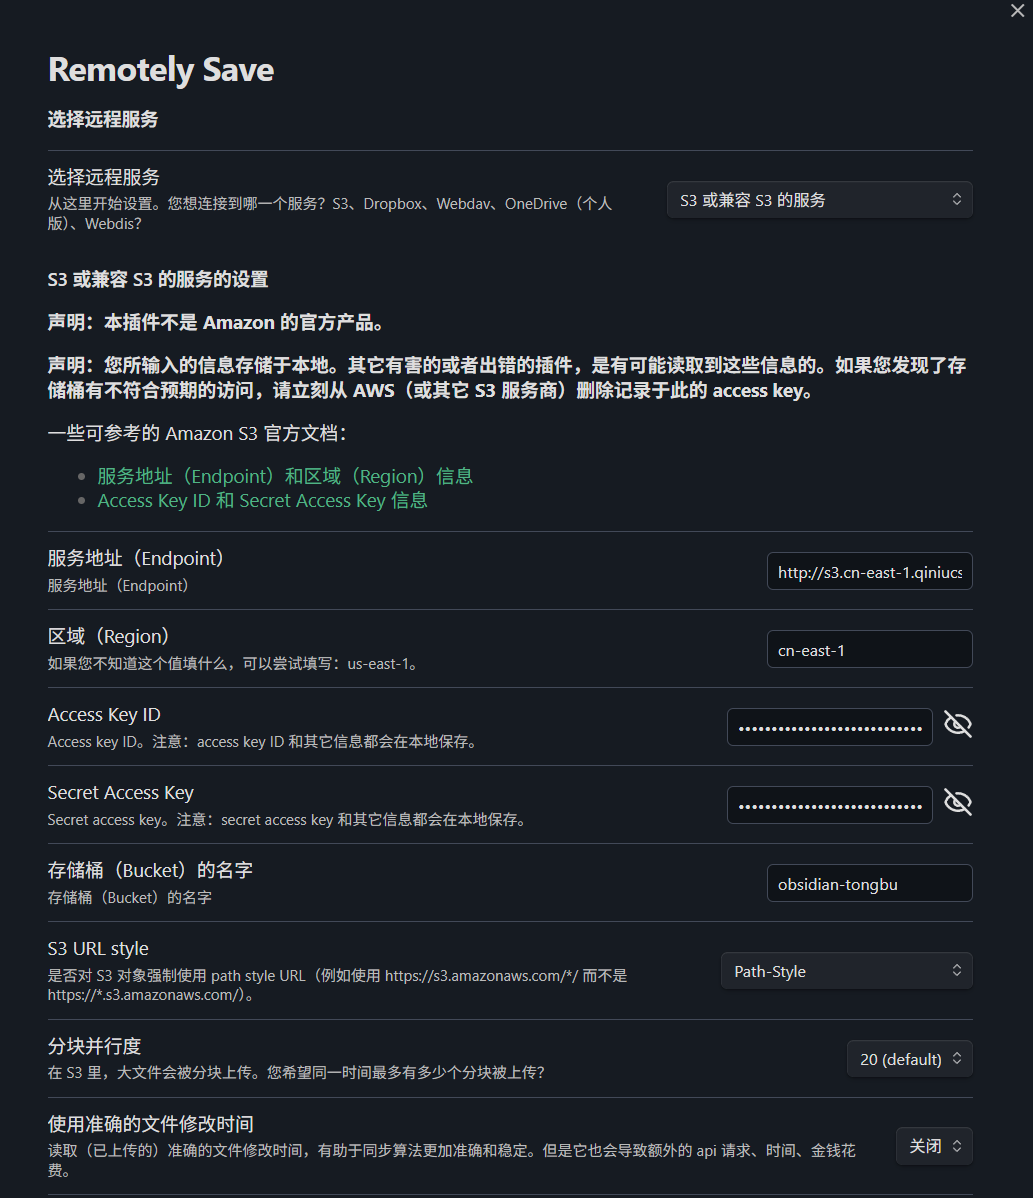 Remotely Save
选择远程服务
选择远程服务
从这里开始设置。您想连接到哪一个服务？S3、Dropbox、Webdav、OneDrive（个人
版）、Webdis？
S3 或兼容 S3 的服务
S3 或兼容 S3 的服务的设置
声明：本插件不是 Amazon 的官方产品。
声明：您所输入的信息存储于本地。其它有害的或者出错的插件，是有可能读取到这些信息的。如果您发现了存
储桶有不符合预期的访问，请立刻从 AWS（或其它 S3 服务商）删除记录于此的 access key。
一些可参考的 Amazon S3 官方文档：
服务地址（Endpoint）和区域（Region）信息
Access Key ID 和 Secret Access Key 信息
服务地址（Endpoint）
服务地址（Endpoint）
http://s3.cn-east-1.qiniucs
区域（Region）
如果您不知道这个值填什么，可以尝试填写：us-east-1。
cn-east-1
Access Key ID
Access key ID。注意：access key ID 和其它信息都会在本地保存。
Secret Access Key
Secret access key。注意：secret access key 和其它信息都会在本地保存。
存储桶（Bucket）的名字
存储桶（Bucket）的名字
obsidian-tongbu
S3 URL style
是否对 S3 对象强制使用 path style URL（例如使用 https://s3.amazonaws.com/*/ 而不是
https://*.s3.amazonaws.com/）。
Path-Style
分块并行度
在 S3 里，大文件会被分块上传。您希望同一时间最多有多少个分块被上传？
20 (default)
使用准确的文件修改时间
读取（已上传的）准确的文件修改时间，有助于同步算法更加准确和稳定。但是它也会导致额外的 api 请求、时间、金钱花
费。
关闭